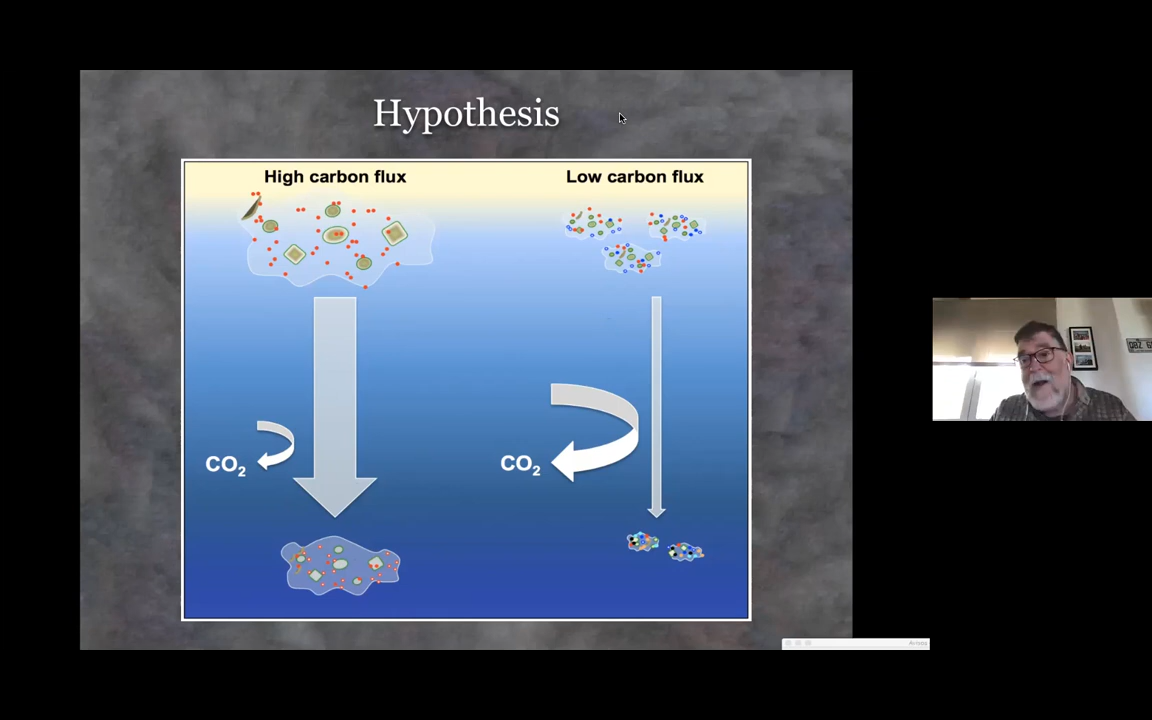 Hypothesis
High carbon flux
Low carbon flux
CO₂
CO₂